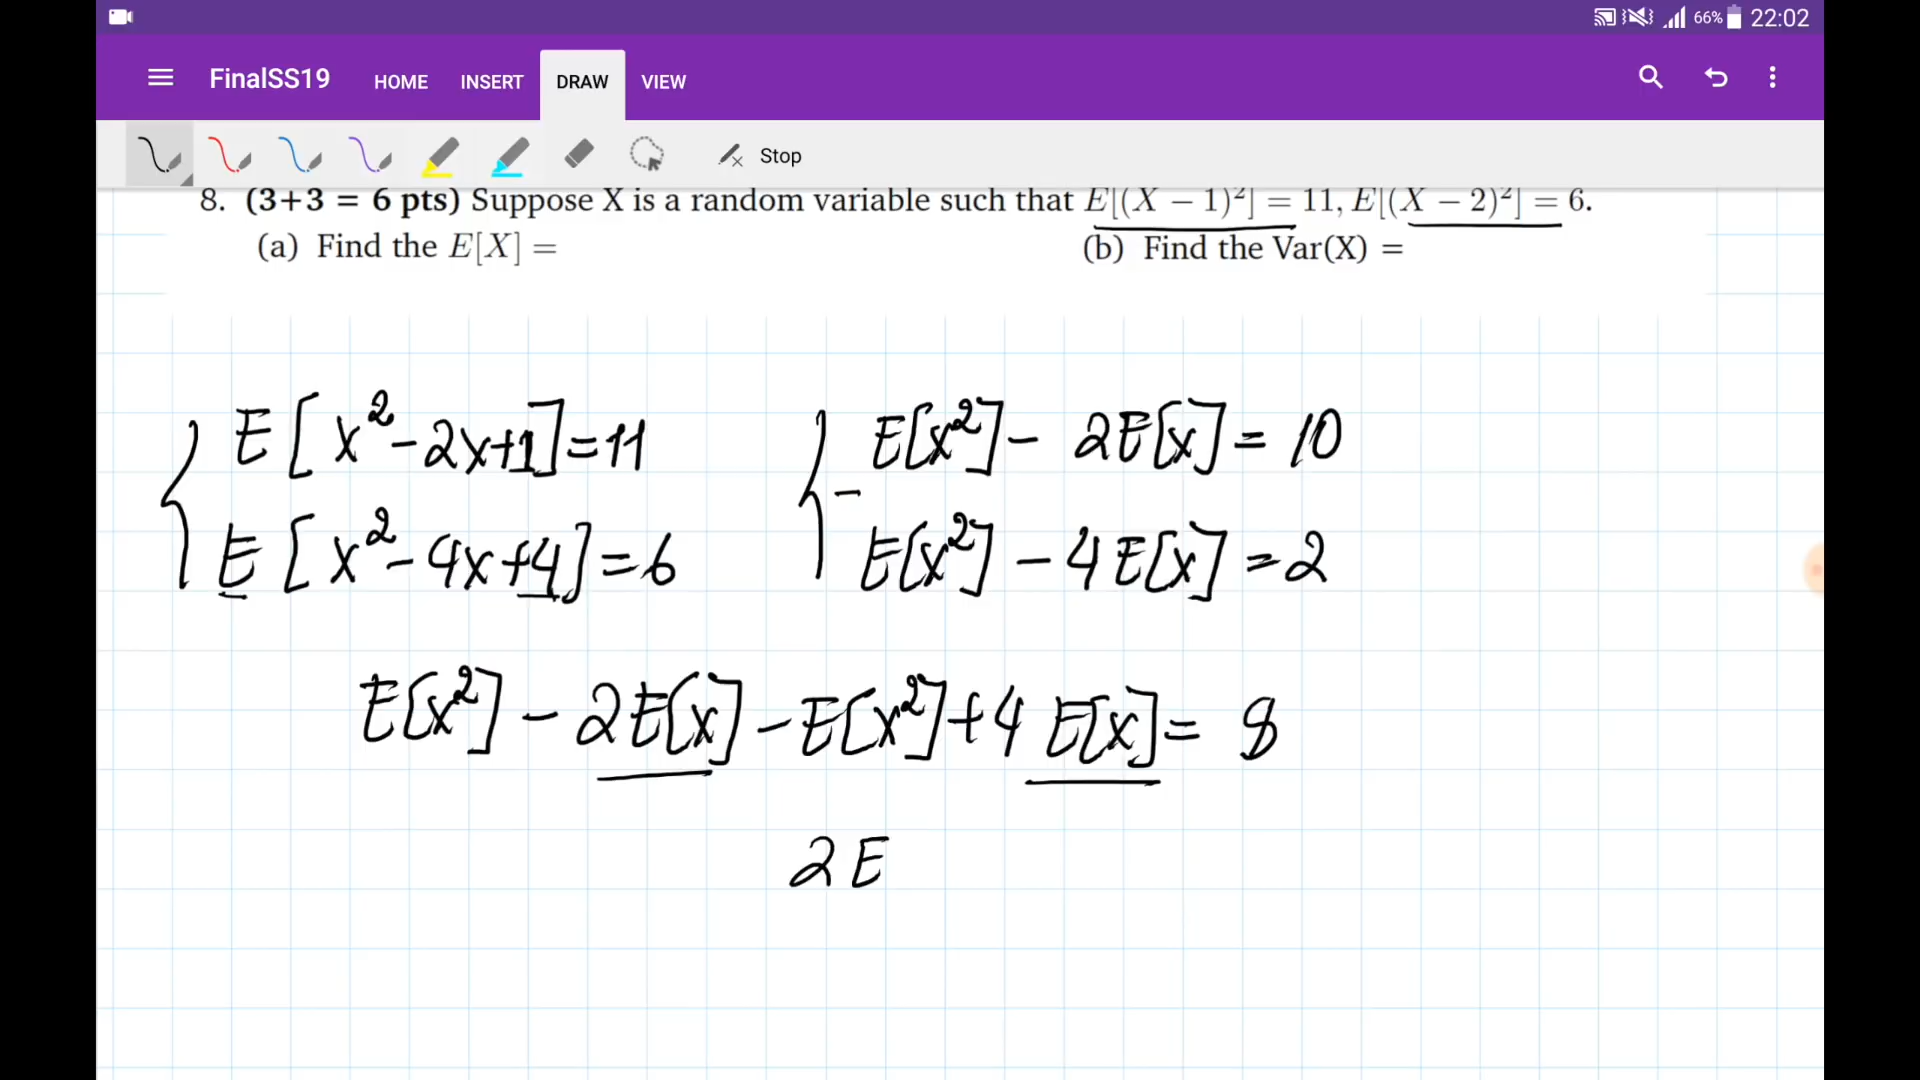 66% 22:02
FinalSS19 HOME INSERT DRAW VIEW
Stop
8. (3+3 = 6 pts) Suppose X is a random variable such that E[(X − 1)²] = 11, E[(X − 2)²] = 6.
(a) Find the E[X] = (b) Find the Var(X) =
E[x²-2x+1]=11 E[x²]- 2E[x]= 10
-
E[x²-4x+4]=6 E[x²]-4E[x]=2
E[x²]-2E[x]-E[x²]+4E[x]= 8
2E